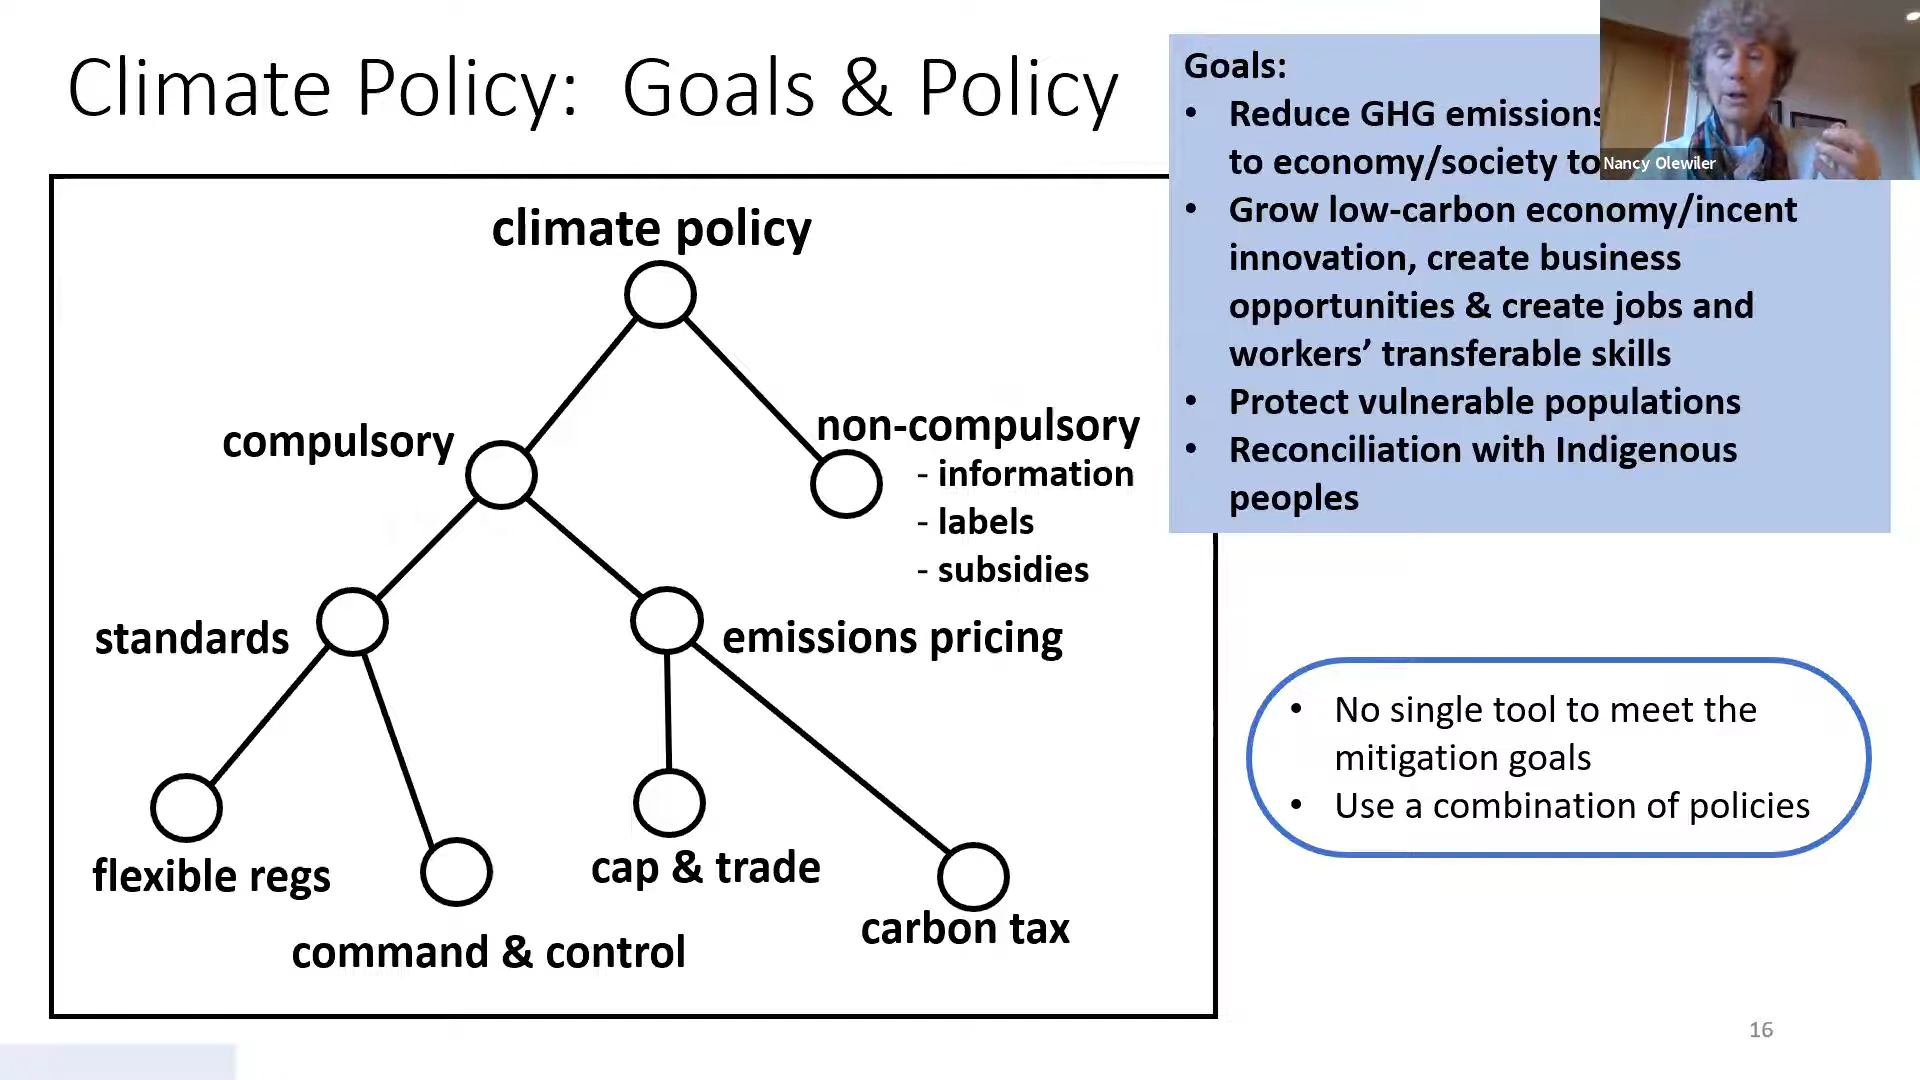 Climate Policy: Goals & Policy
Goals:
• Reduce GHG emissions
to economy/society to
• Grow low-carbon economy/incent
innovation, create business
opportunities & create jobs and
workers’ transferable skills
• Protect vulnerable populations
• Reconciliation with Indigenous
peoples
Nancy Olewiler
climate policy
compulsory
non-compulsory
- information
- labels
- subsidies
standards
emissions pricing
flexible regs
command & control
cap & trade
carbon tax
• No single tool to meet the
mitigation goals
• Use a combination of policies
16